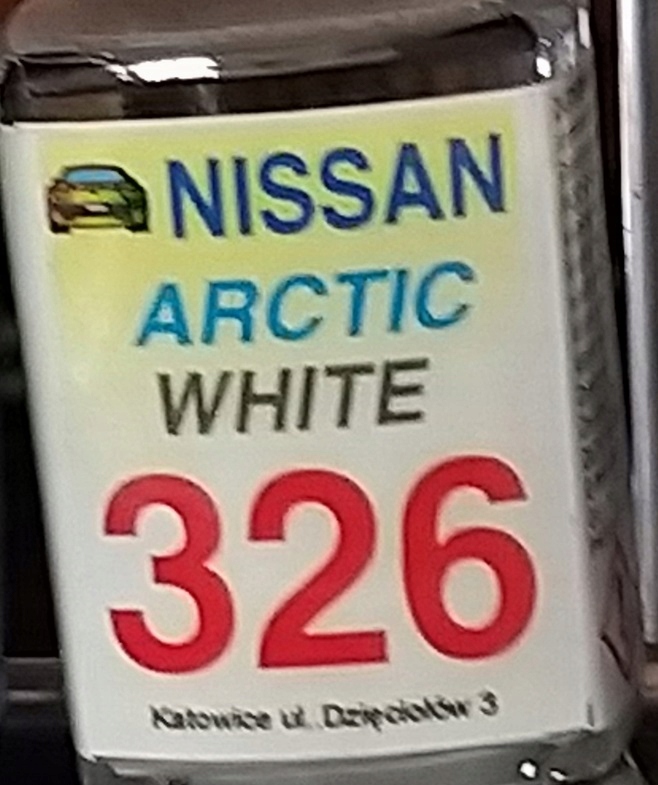 NISSAN
ARCTIC
WHITE
326
Katowice ul. Dzięciołów 3